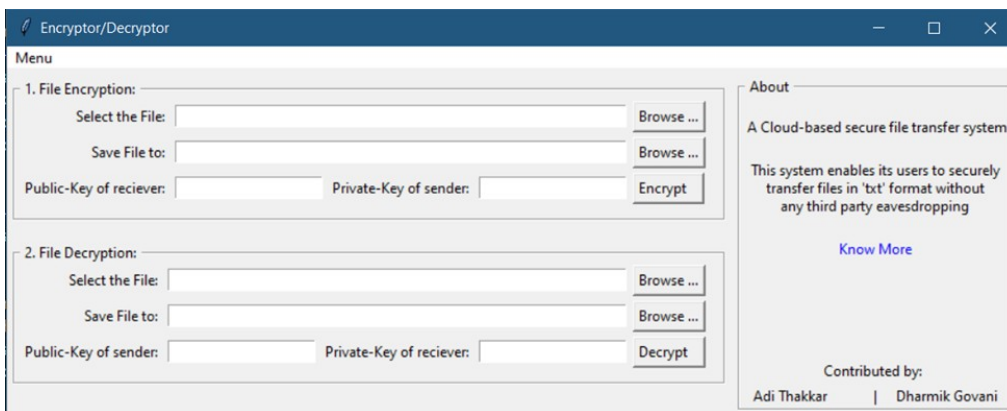 Encryptor/Decryptor
Menu
1. File Encryption:
Select the File:
Browse ...
Save File to:
Browse ...
Public-Key of reciever:
Private-Key of sender:
Encrypt
2. File Decryption:
Select the File:
Browse ...
Save File to:
Browse ...
Public-Key of sender:
Private-Key of reciever:
Decrypt
About
A Cloud-based secure file transfer system
This system enables its users to securely
transfer files in 'txt' format without
any third party eavesdropping
Know More
Contributed by:
Adi Thakkar | Dharmik Govani